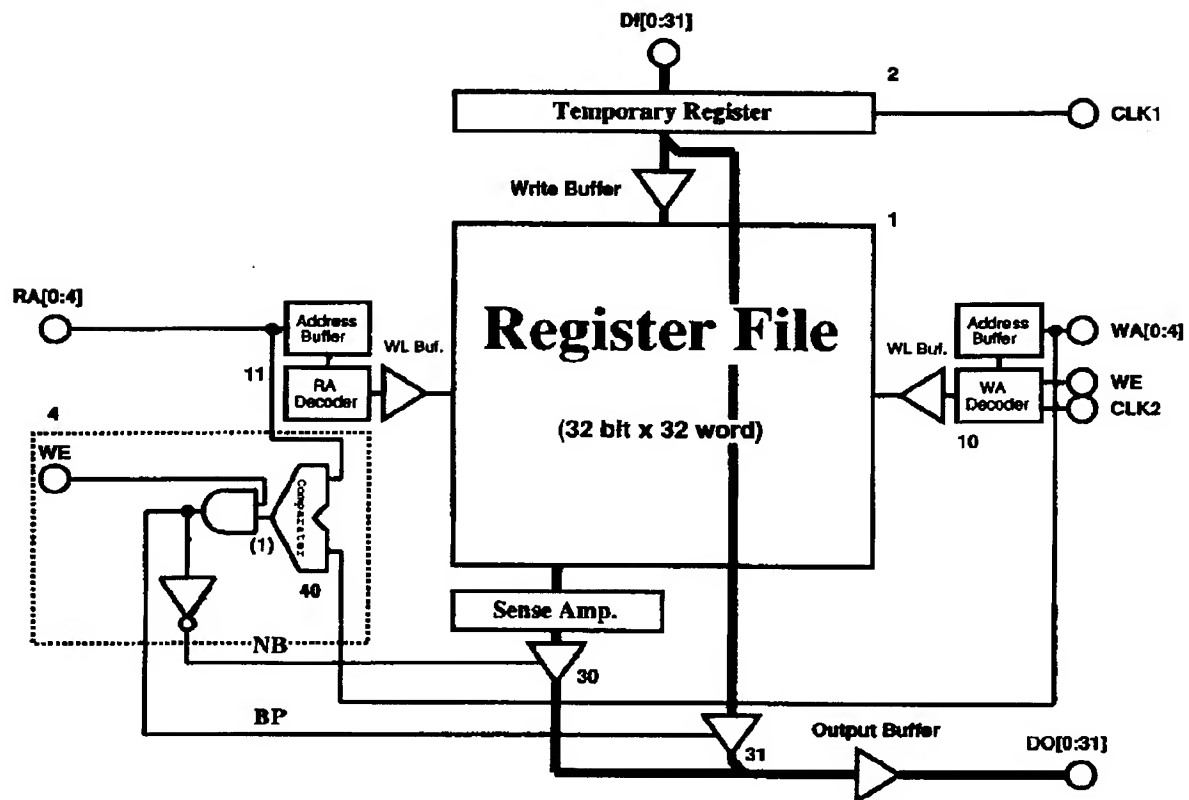 DI[0:31]
2
Temporary Register
CLK1
Write Buffer
1
RA[0:4]
Address
Buffer
WL Buf.
Register File
WL Buf.
Address
Buffer
WA[0:4]
11
RA
Decoder
WA
Decoder
WE
CLK2
(32 bit x 32 word)
10
4
WE
Comparator
(1)
40
Sense Amp.
NB
30
BP
31
Output Buffer
DO[0:31]